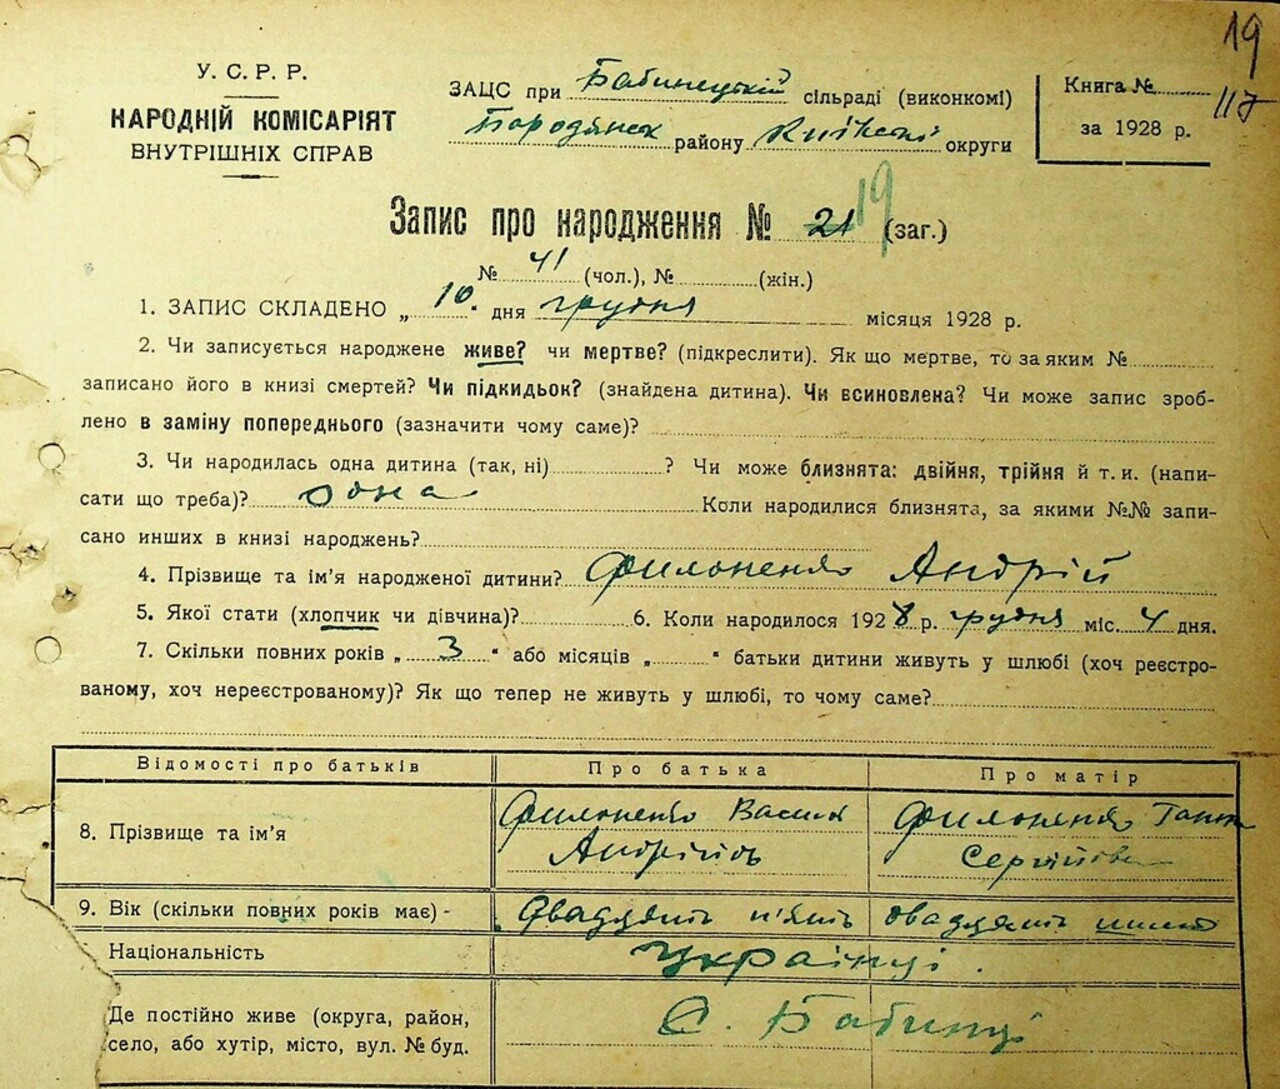 19
117
У. С. Р. Р.
НАРОДНІЙ КОМІСАРІЯТ
ВНУТРІШНІХ СПРАВ
ЗАЦС при Бабинецькій сільраді (виконкомі)
Бородянськ району Київської округи
Книга №
за 1928 р.
Запис про народження № 21 19 (заг.)
№ 41 (чол.), № (жін.)
1. ЗАПИС СКЛАДЕНО „ 10 “ дня грудня місяця 1928 р.
2. Чи записується народжене живе? чи мертве? (підкреслити). Як що мертве, то за яким №
записано його в книзі смертей? Чи підкидьок? (знайдена дитина). Чи всиновлена? Чи може запис зроб-
лено в заміну попереднього (зазначити чому саме)?
3. Чи народилась одна дитина (так, ні) ? Чи може близнята: двійня, трійня й т. и. (напи-
сати що треба)? одна Коли народилися близнята, за якими №№ запи-
сано инших в книзі народжень?
4. Прізвище та ім’я народженої дитини? Филоненко Андрій
5. Якої стати (хлопчик чи дівчина)? 6. Коли народилось 1928 р. грудня міс. 4 дня.
7. Скільки повних років „ 3 “ або місяців „ “ батьки дитини живуть у шлюбі (хоч реєстро-
ваному, хоч нереєстрованому)? Як що тепер не живуть у шлюбі, то чому саме?
Відомості про батьків Про батька Про матір
8. Прізвище та ім’я Филоненко Василь Андрійов Филоненко Ганна Сергійовна
9. Вік (скільки повних років має) - двадцять п'ять двадцять шість
Національність Українці.
Де постійно живе (округа, район,
село, або хутір, місто, вул. № буд. С. Бабинці